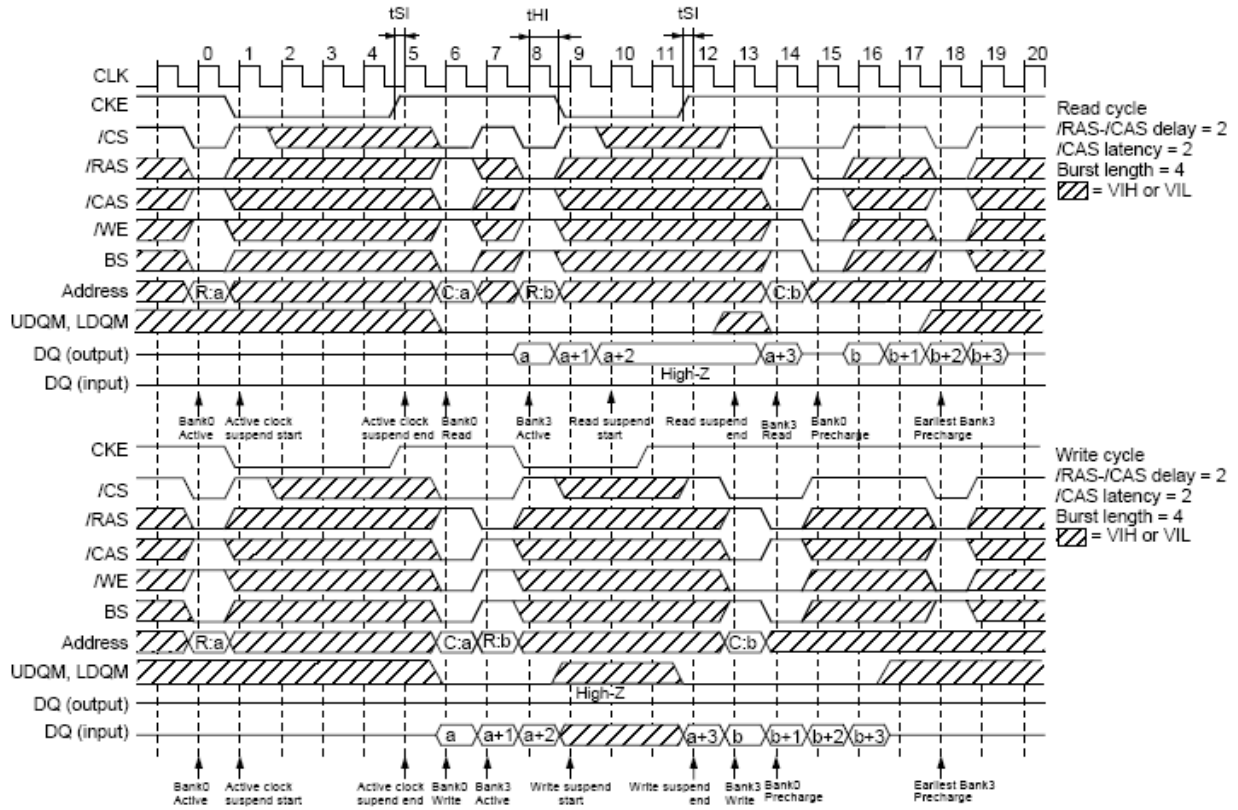 tSI tHI tSI
0 1 2 3 4 5 6 7 8 9 10 11 12 13 14 15 16 17 18 19 20
CLK
CKE
/CS
/RAS
/CAS
/WE
BS
Address R:a C:a R:b C:b
UDQM, LDQM
DQ (output) a a+1 a+2 a+3 b b+1 b+2 b+3
High-Z
DQ (input)
Read cycle
/RAS-/CAS delay = 2
/CAS latency = 2
Burst length = 4
= VIH or VIL
Bank0 Active clock Active clock Bank0 Bank3 Read suspend Read suspend Bank3 Bank0 Earliest Bank3
Active suspend start suspend end Read Active start end Read Precharge Precharge
CKE
/CS
/RAS
/CAS
/WE
BS
Address R:a C:a R:b C:b
UDQM, LDQM
High-Z
DQ (output)
DQ (input) a a+1 a+2 a+3 b b+1 b+2 b+3
Write cycle
/RAS-/CAS delay = 2
/CAS latency = 2
Burst length = 4
= VIH or VIL
Bank0 Active clock Active clock Bank0 Bank3 Write suspend Write suspend Bank3 Bank0 Earliest Bank3
Active suspend start supend end Write Active start end Write Precharge Precharge